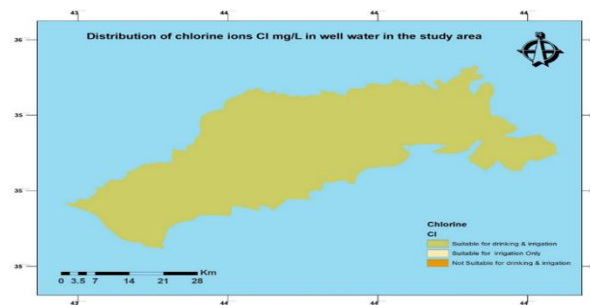 43 44 44 44
Distribution of chlorine ions Cl mg/L in well water in the study area
36
35
35
35
Chlorine
Cl
Suitable for drinking & irrigation
Suitable for irrigation Only
Not Suitable for drinking & irrigation
Km
0 3.5 7 14 21 28
43 44 44 44